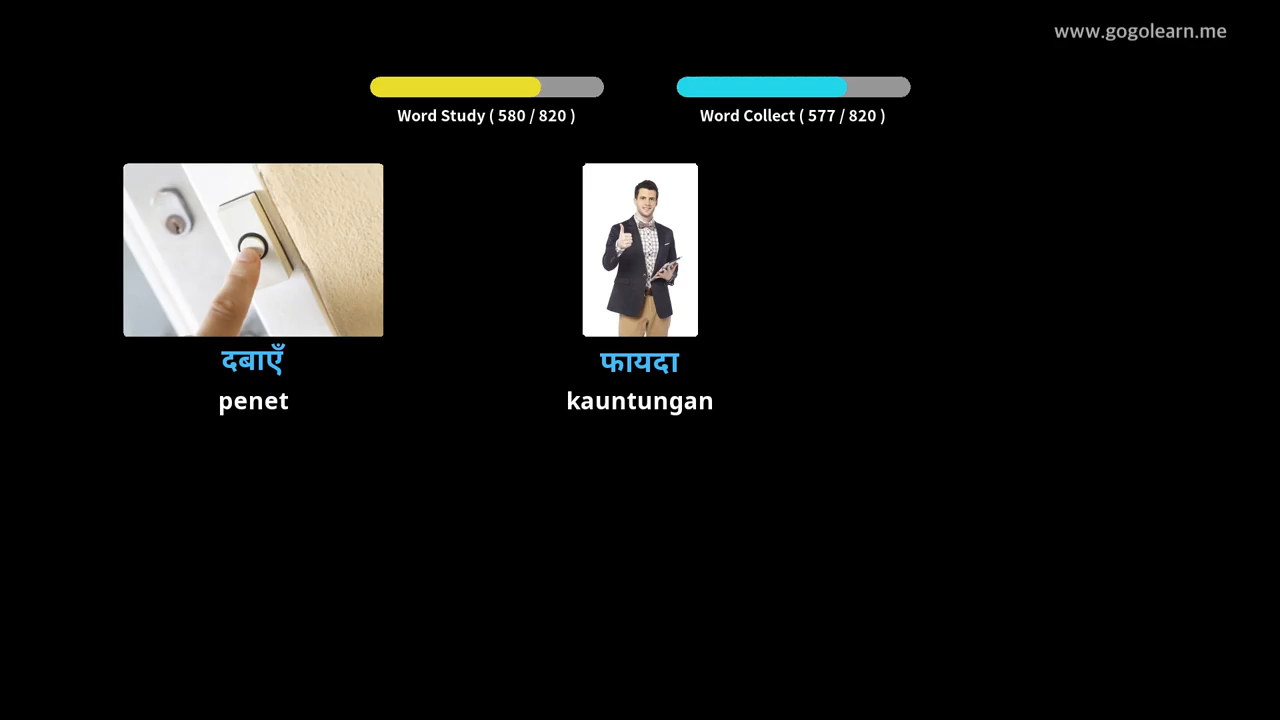 www.gogolearn.me
Word Study ( 580 / 820 )
Word Collect ( 577 / 820 )
दबाएँ
penet
फायदा
kauntungan